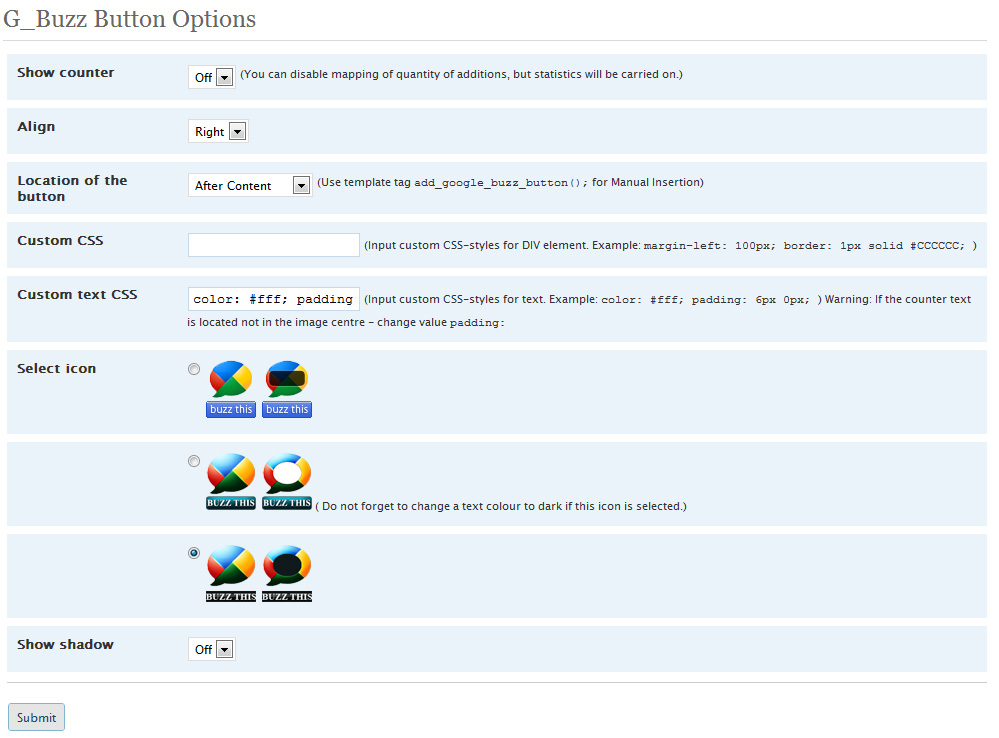 G_Buzz Button Options
Show counter
Off (You can disable mapping of quantity of additions, but statistics will be carried on.)
Align
Right
Location of the
button
After Content (Use template tag add_google_buzz_button(); for Manual Insertion)
Custom CSS
(Input custom CSS-styles for DIV element. Example: margin-left: 100px; border: 1px solid #CCCCCC; )
Custom text CSS
color: #fff; padding (Input custom CSS-styles for text. Example: color: #fff; padding: 6px 0px; ) Warning: If the counter text
is located not in the image centre - change value padding:
Select icon
buzz this buzz this
BUZZ THIS BUZZ THIS ( Do not forget to change a text colour to dark if this icon is selected.)
BUZZ THIS BUZZ THIS
Show shadow
Off
Submit